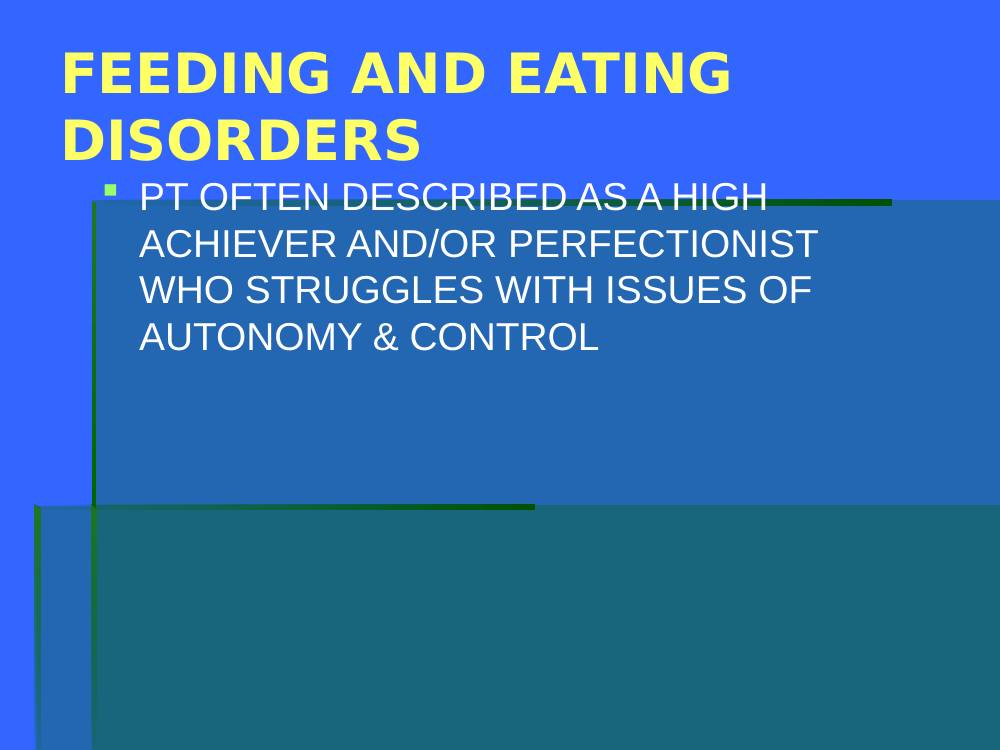 FEEDING AND EATING
DISORDERS
PT OFTEN DESCRIBED AS A HIGH
ACHIEVER AND/OR PERFECTIONIST
WHO STRUGGLES WITH ISSUES OF
AUTONOMY & CONTROL